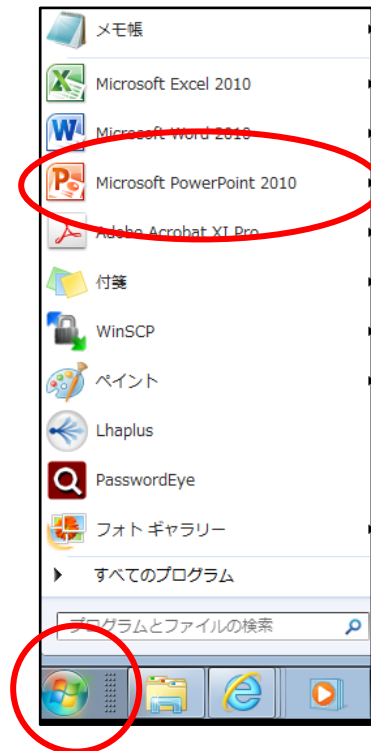 メモ帳
Microsoft Excel 2010
Microsoft Word 2010
Microsoft PowerPoint 2010
Adobe Acrobat XI Pro
付箋
WinSCP
ペイント
Lhaplus
PasswordEye
フォト ギャラリー
すべてのプログラム
プログラムとファイルの検索